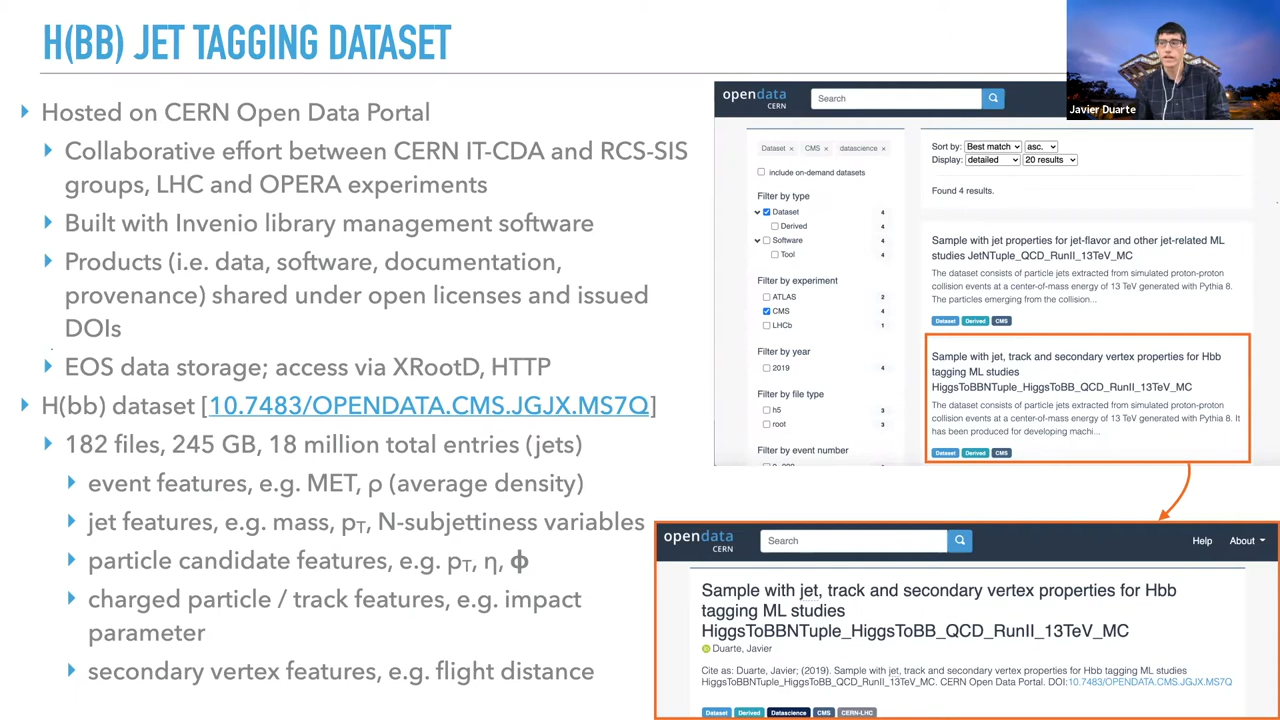 H(BB) JET TAGGING DATASET
Hosted on CERN Open Data Portal
Collaborative effort between CERN IT-CDA and RCS-SIS
groups, LHC and OPERA experiments
Built with Invenio library management software
Products (i.e. data, software, documentation,
provenance) shared under open licenses and issued
DOIs
EOS data storage; access via XRootD, HTTP
H(bb) dataset [10.7483/OPENDATA.CMS.JGJX.MS7Q]
182 files, 245 GB, 18 million total entries (jets)
event features, e.g. MET, ρ (average density)
jet features, e.g. mass, pT, N-subjettiness variables
particle candidate features, e.g. pT, η, ϕ
charged particle / track features, e.g. impact
parameter
secondary vertex features, e.g. flight distance
Javier Duarte
opendata
CERN
Search
Dataset × CMS × datascience ×
include on-demand datasets
Filter by type
Dataset 4
Derived 4
Software 4
Tool 4
Filter by experiment
ATLAS 2
CMS 4
LHCb 1
Filter by year
2019 4
Filter by file type
h5 3
root 3
Filter by event number
Sort by: Best match asc.
Display: detailed 20 results
Found 4 results.
Sample with jet properties for jet-flavor and other jet-related ML
studies JetNTuple_QCD_RunII_13TeV_MC
The dataset consists of particle jets extracted from simulated proton-proton
collision events at a center-of-mass energy of 13 TeV generated with Pythia 8.
The particles emerging from the collision...
Dataset Derived CMS
Sample with jet, track and secondary vertex properties for Hbb
tagging ML studies
HiggsToBBNTuple_HiggsToBB_QCD_RunII_13TeV_MC
The dataset consists of particle jets extracted from simulated proton-proton
collision events at a center-of-mass energy of 13 TeV generated with Pythia 8. It
has been produced for developing machi...
Dataset Derived CMS
opendata
CERN
Search
Help About
Sample with jet, track and secondary vertex properties for Hbb
tagging ML studies
HiggsToBBNTuple_HiggsToBB_QCD_RunII_13TeV_MC
Duarte, Javier
Cite as: Duarte, Javier; (2019). Sample with jet, track and secondary vertex properties for Hbb tagging ML studies
HiggsToBBNTuple_HiggsToBB_QCD_RunII_13TeV_MC. CERN Open Data Portal. DOI:10.7483/OPENDATA.CMS.JGJX.MS7Q
Dataset Derived Datascience CMS CERN-LHC